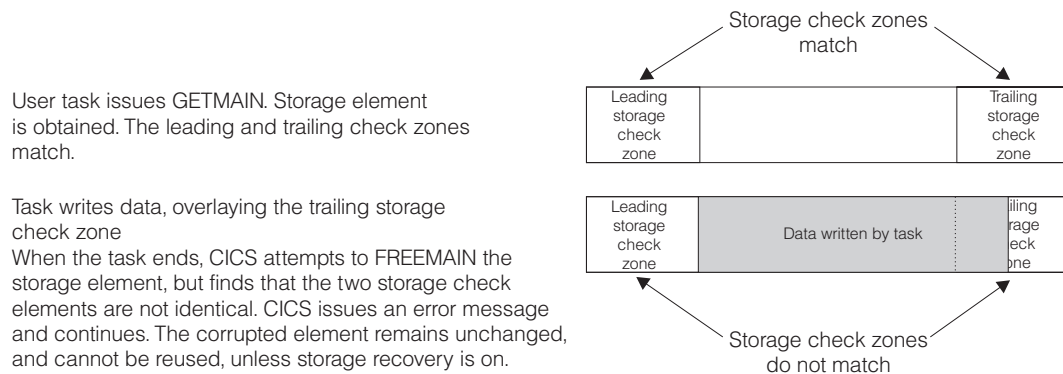 Storage check zones
match
User task issues GETMAIN. Storage element
is obtained. The leading and trailing check zones
match.
Leading
storage
check
zone
Trailing
storage
check
zone
Task writes data, overlaying the trailing storage
check zone
When the task ends, CICS attempts to FREEMAIN the
storage element, but finds that the two storage check
elements are not identical. CICS issues an error message
and continues. The corrupted element remains unchanged,
and cannot be reused, unless storage recovery is on.
Leading
storage
check
zone
Data written by task
iling
rage
eck
one
Storage check zones
do not match